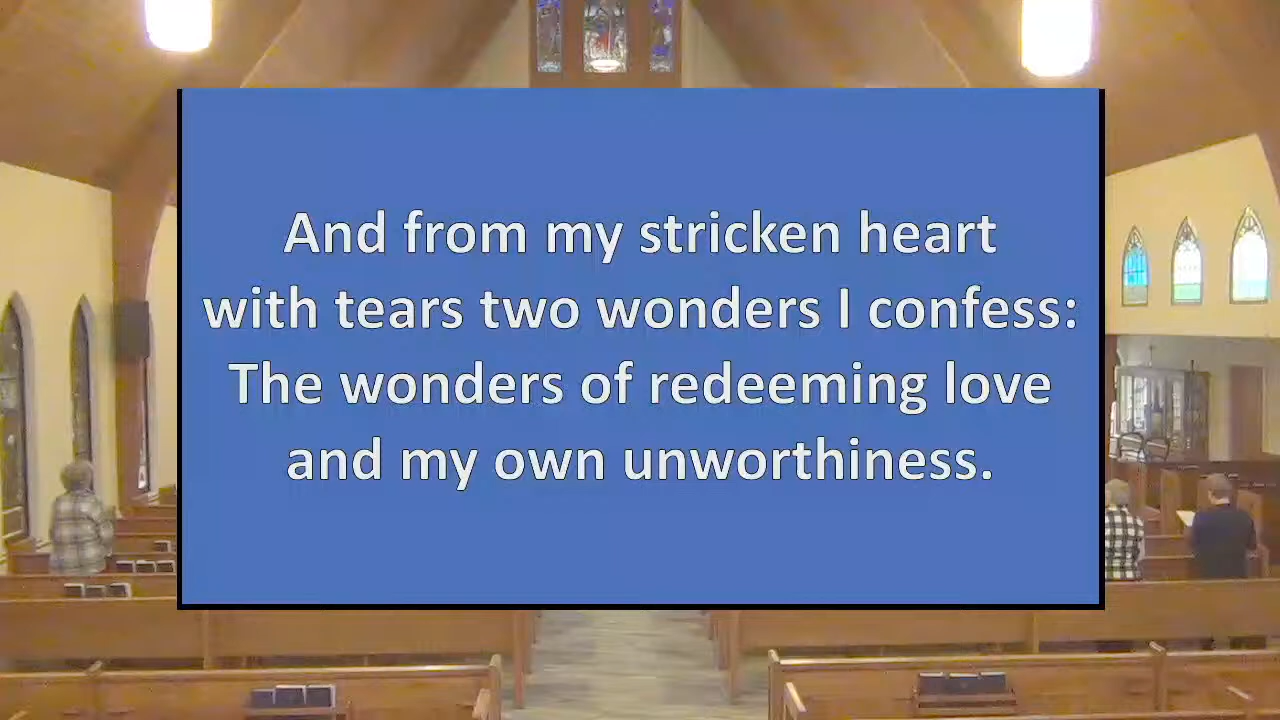 And from my stricken heart
with tears two wonders I confess:
The wonders of redeeming love
and my own unworthiness.